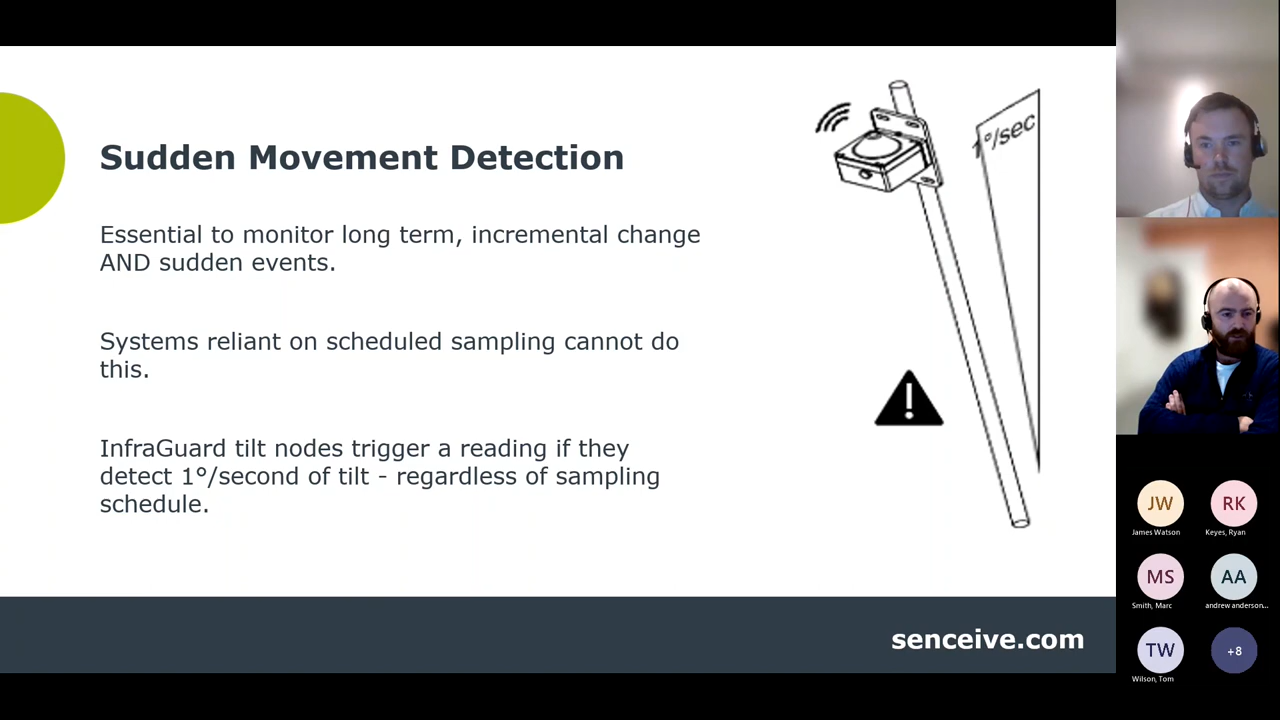 Sudden Movement Detection
Essential to monitor long term, incremental change
AND sudden events.
Systems reliant on scheduled sampling cannot do
this.
InfraGuard tilt nodes trigger a reading if they
detect 1°/second of tilt - regardless of sampling
schedule.
1°/sec
senceive.com
JW
RK
James Watson
Keyes, Ryan
MS
AA
Smith, Marc
andrew anderson...
TW
+8
Wilson, Tom